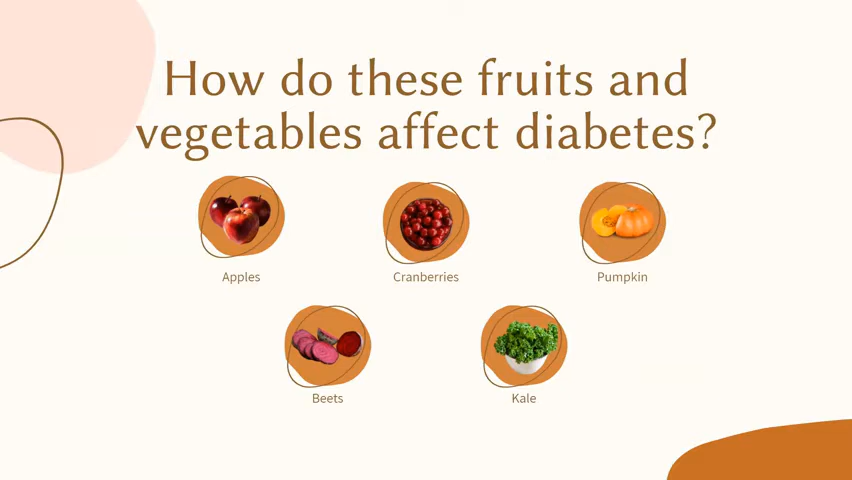 How do these fruits and
vegetables affect diabetes?
Apples
Cranberries
Pumpkin
Beets
Kale